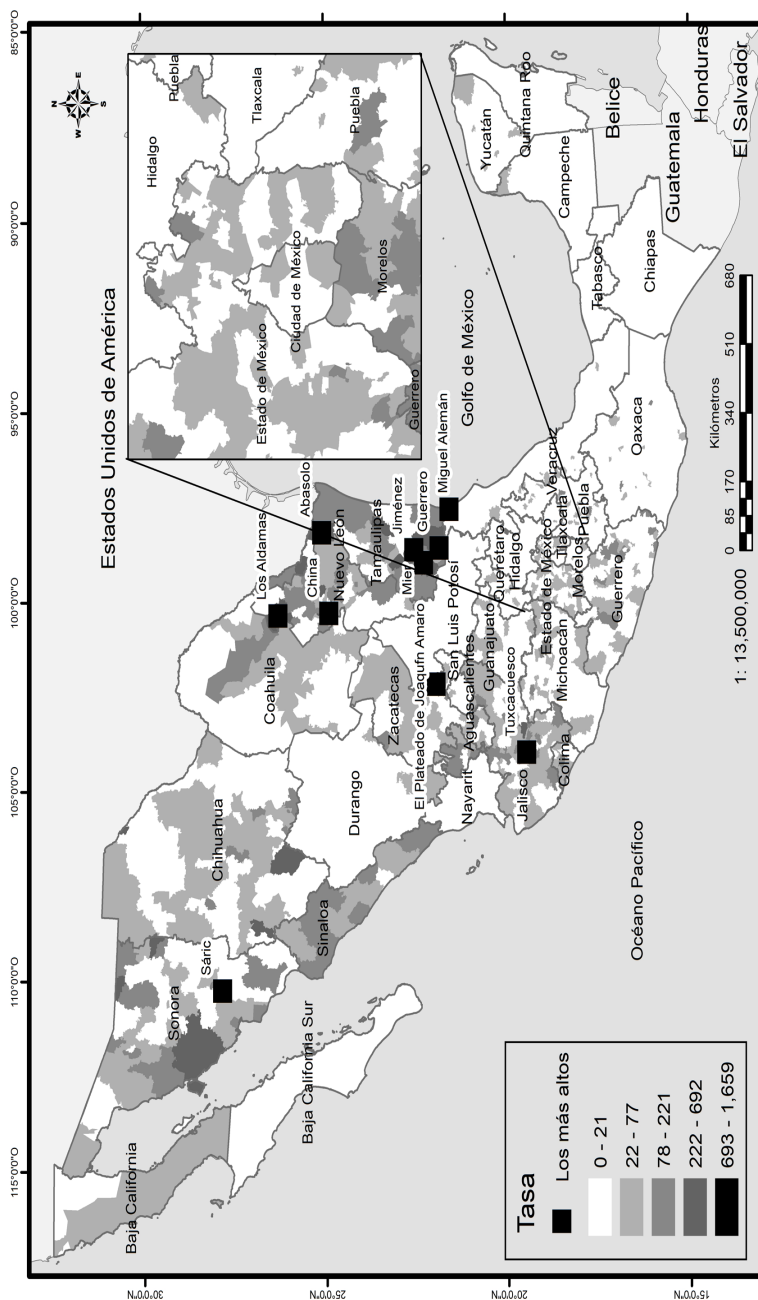 115°0'0"O
110°0'0"O
105°0'0"O
100°0'0"O
95°0'0"O
90°0'0"O
85°0'0"O
30°0'0"N
25°0'0"N
20°0'0"N
15°0'0"N
N
W
E
S
Estados Unidos de América
Hidalgo
Puebla
Tlaxcala
Estado de México
Ciudad de México
Puebla
Morelos
Guerrero
Baja California
Sonora
Sáric
Chihuahua
Coahuila
Los Aldamas
China
Abasolo
Nuevo León
Baja California Sur
Sinaloa
Durango
Zacatecas
Tamaulipas
Jiménez
Mier
Guerrero
Miguel Alemán
Golfo de México
El Plateado de Joaquín Amaro
San Luis Potosí
Nayarit
Aguascalientes
Guanajuato
Querétaro
Hidalgo
Tuxcacuesco
Jalisco
Colima
Michoacán
Estado de México
Tlaxcala
Veracruz
Morelos
Puebla
Guerrero
Oaxaca
Tabasco
Chiapas
Campeche
Yucatán
Quintana Roo
Belice
Guatemala
Honduras
El Salvador
Océano Pacífico
Tasa
Los más altos
0 - 21
22 - 77
78 - 221
222 - 692
693 - 1,659
1: 13,500,000
Kilómetros
0 85 170 340 510 680